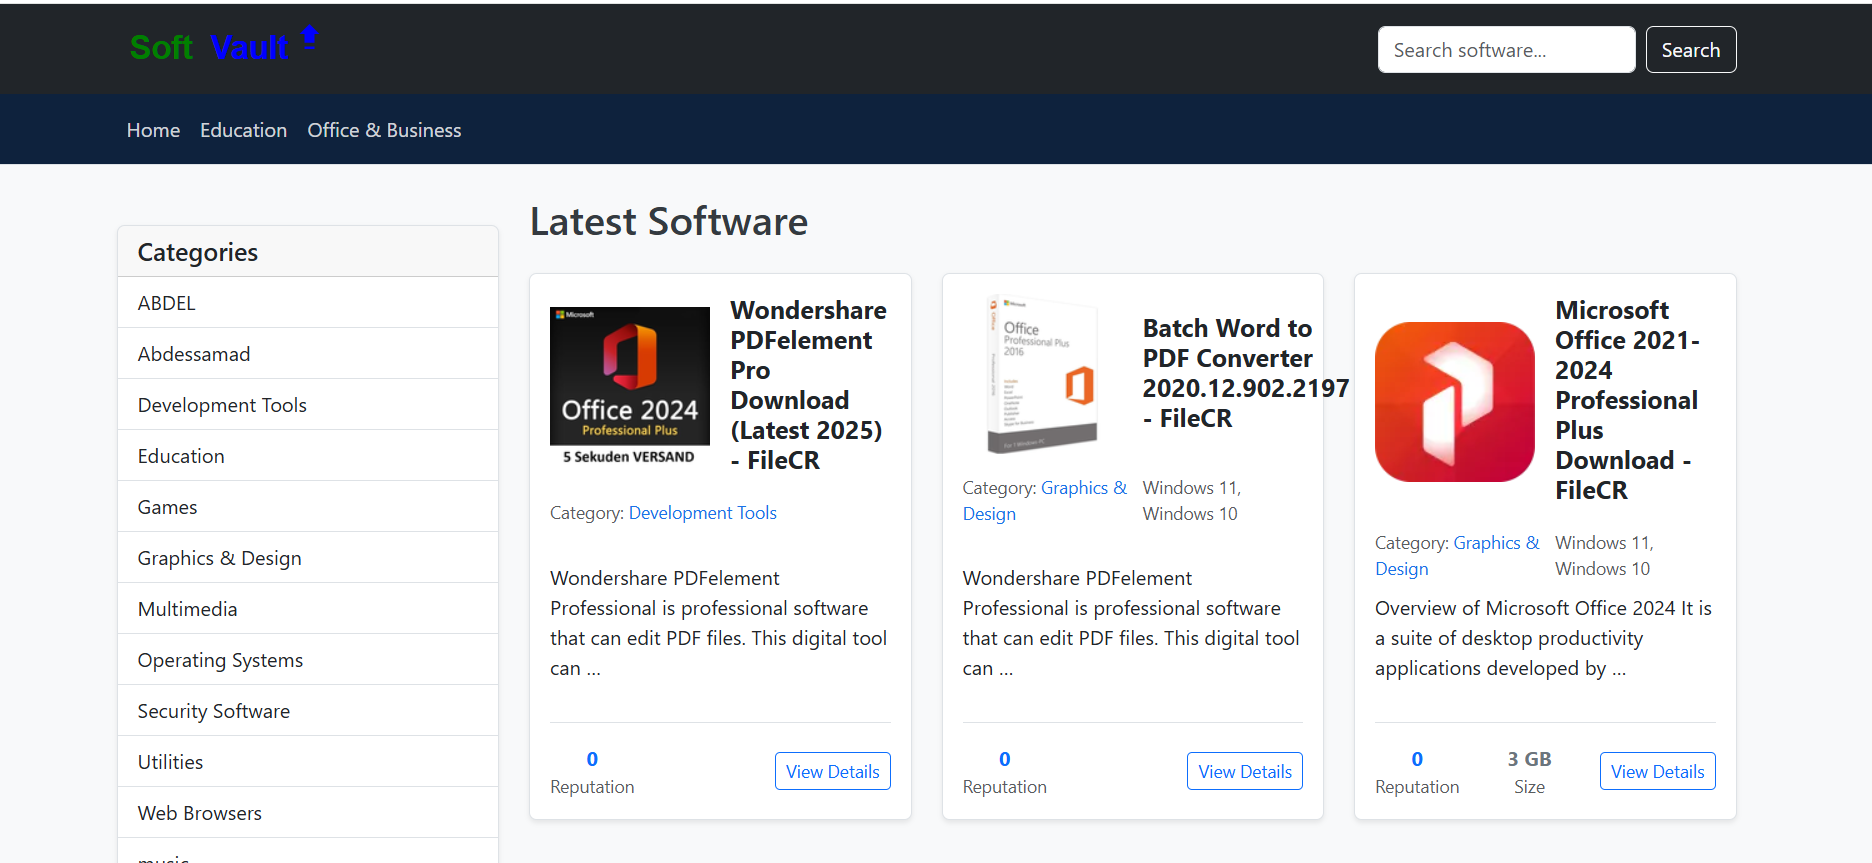 Soft Vault
Search software...
Search
Home
Education
Office & Business
Categories
ABDEL
Abdessamad
Development Tools
Education
Games
Graphics & Design
Multimedia
Operating Systems
Security Software
Utilities
Web Browsers
music
Latest Software
Microsoft
Office 2024
Professional Plus
5 Sekuden VERSAND
Wondershare
PDFelement
Pro
Download
(Latest 2025)
- FileCR
Category: Development Tools
Wondershare PDFelement
Professional is professional software
that can edit PDF files. This digital tool
can ...
0
Reputation
View Details
Microsoft
Office
Professional Plus
2016
Batch Word to
PDF Converter
2020.12.902.2197
- FileCR
Category: Graphics &
Design
Windows 11,
Windows 10
Wondershare PDFelement
Professional is professional software
that can edit PDF files. This digital tool
can ...
0
Reputation
View Details
Microsoft
Office 2021-
2024
Professional
Plus
Download -
FileCR
Category: Graphics &
Design
Windows 11,
Windows 10
Overview of Microsoft Office 2024 It is
a suite of desktop productivity
applications developed by ...
0
Reputation
3 GB
Size
View Details